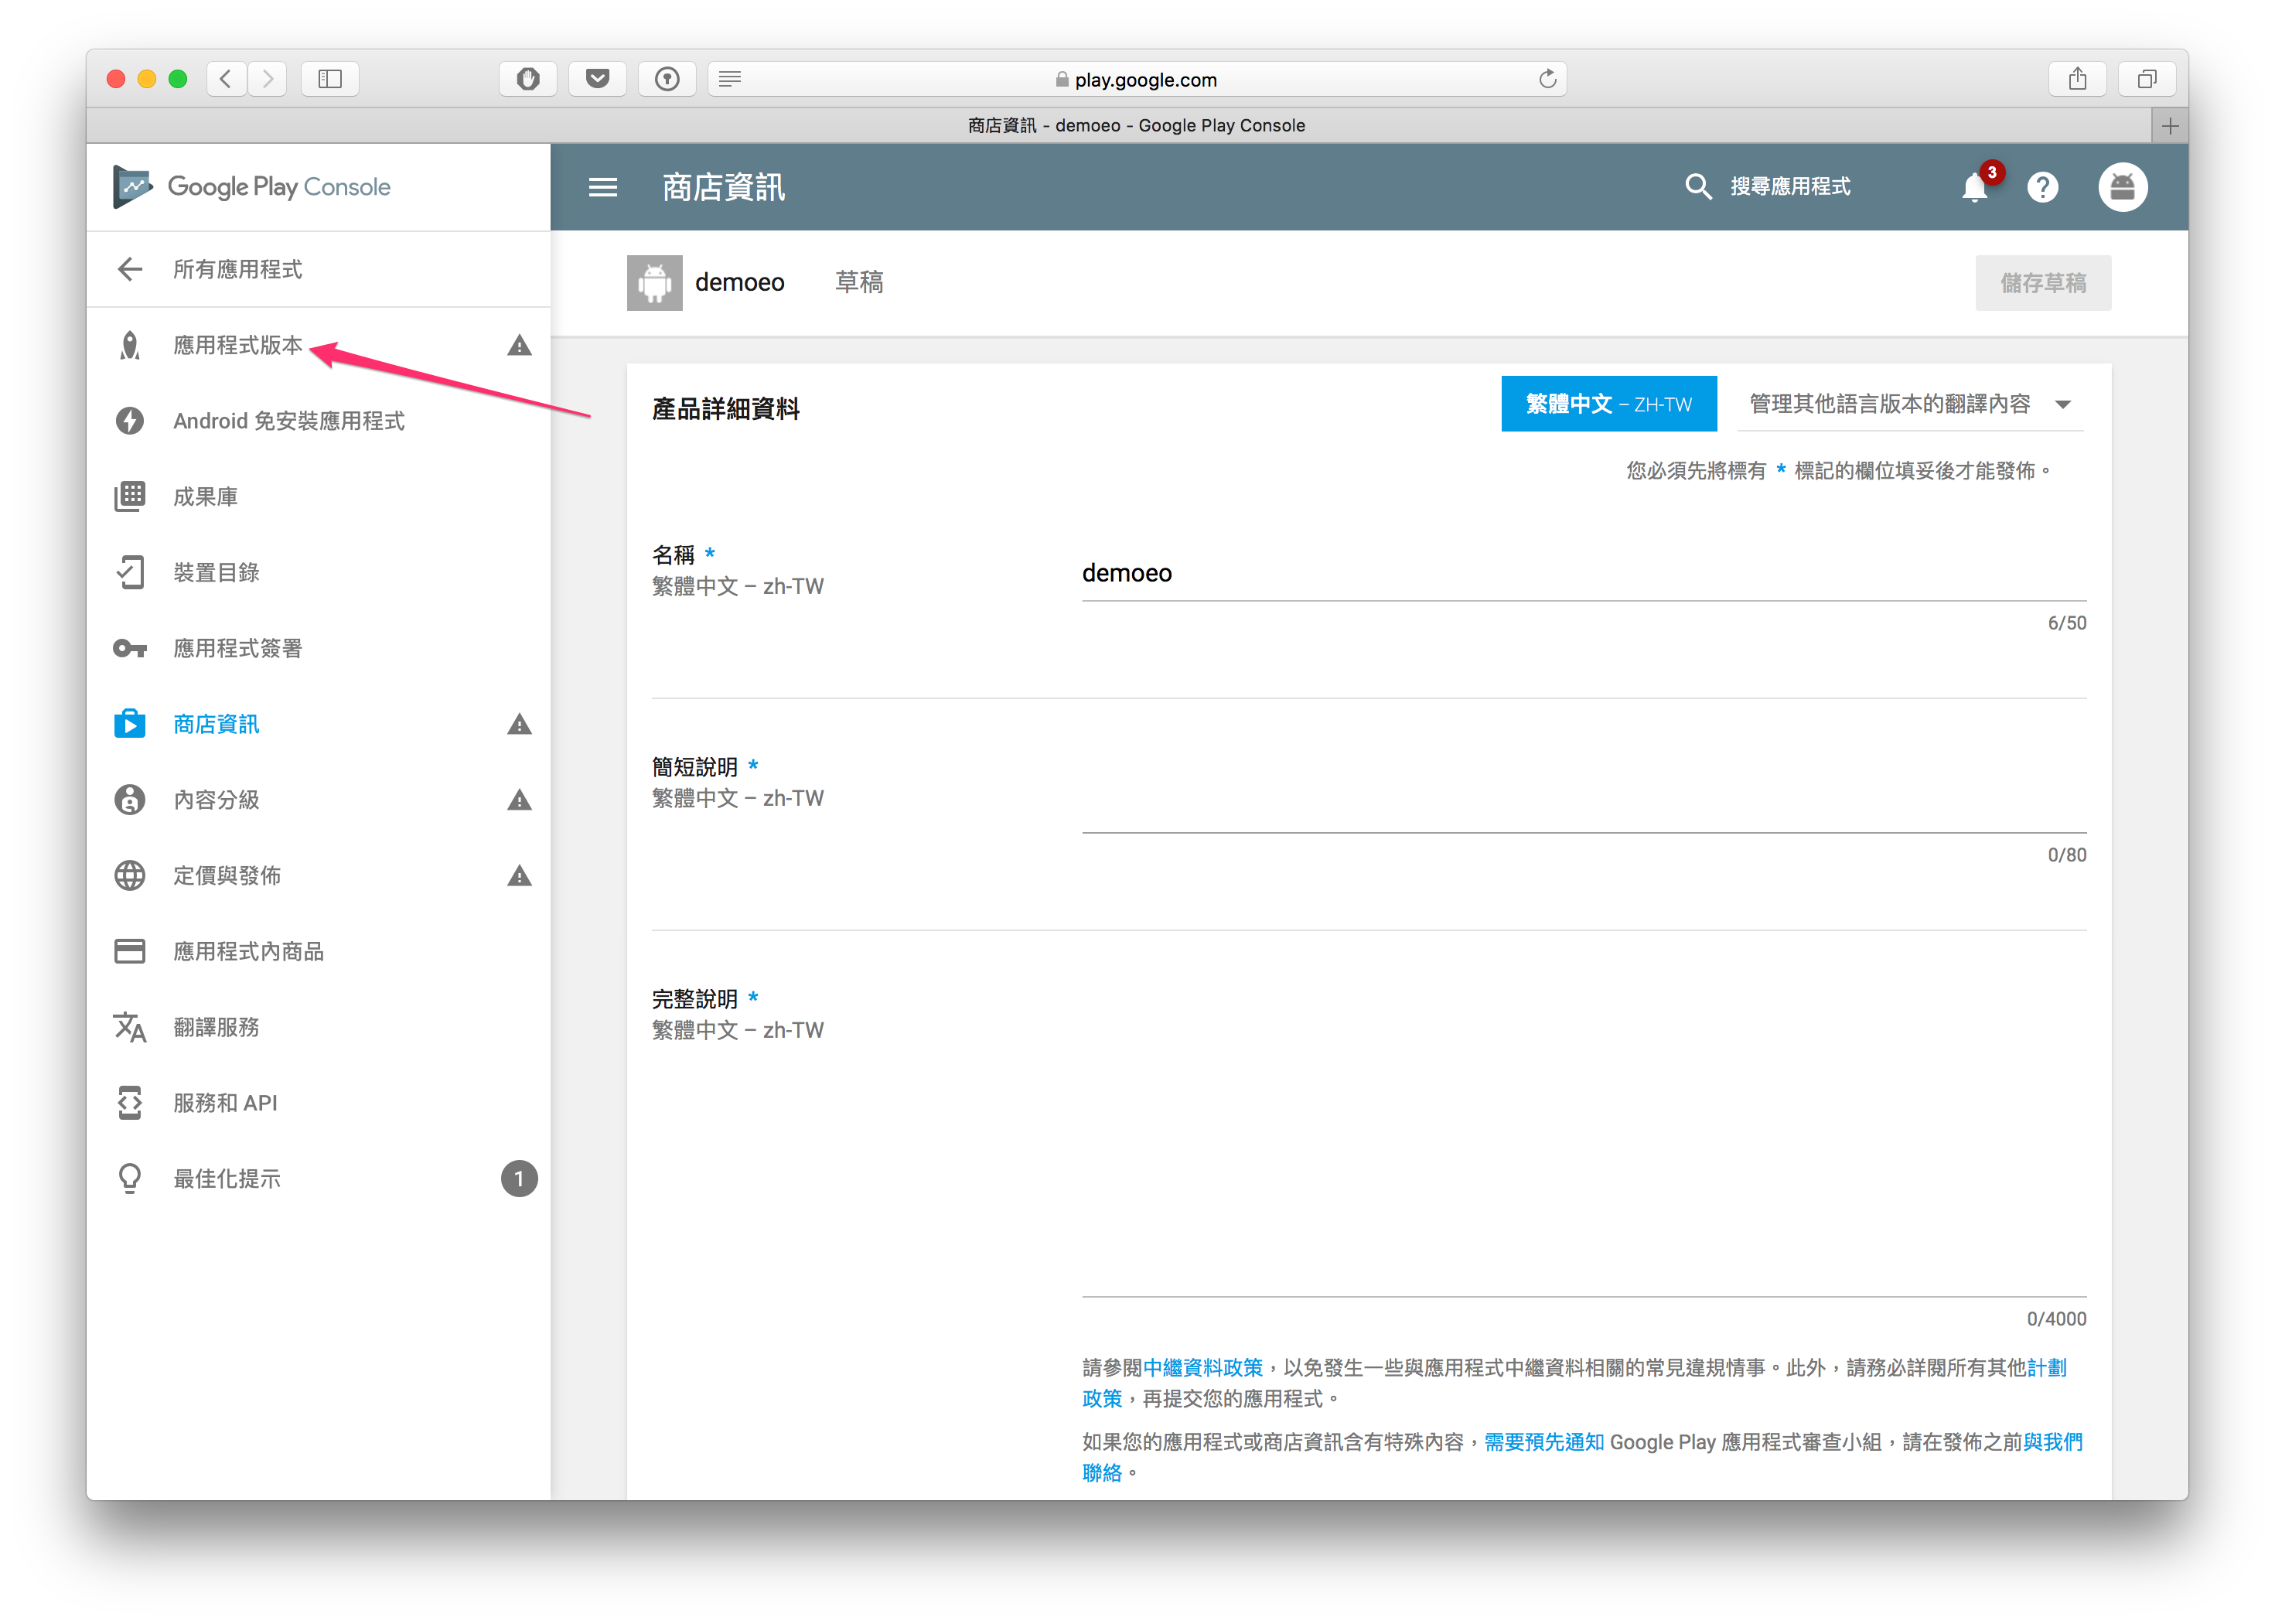 play.google.com
商店資訊 - demoeo - Google Play Console
Google Play Console
商店資訊
搜尋應用程式
3
所有應用程式
應用程式版本
Android 免安裝應用程式
成果庫
裝置目錄
應用程式簽署
商店資訊
內容分級
定價與發佈
應用程式內商品
翻譯服務
服務和 API
最佳化提示
1
demoeo
草稿
儲存草稿
產品詳細資料
繁體中文 – ZH-TW
管理其他語言版本的翻譯內容
您必須先將標有 * 標記的欄位填妥後才能發佈。
名稱 *
繁體中文 – zh-TW
demoeo
6/50
簡短說明 *
繁體中文 – zh-TW
0/80
完整說明 *
繁體中文 – zh-TW
0/4000
請參閱中繼資料政策，以免發生一些與應用程式中繼資料相關的常見違規情事。此外，請務必詳閱所有其他計劃
政策，再提交您的應用程式。
如果您的應用程式或商店資訊含有特殊內容，需要預先通知 Google Play 應用程式審查小組，請在發佈之前與我們
聯絡。